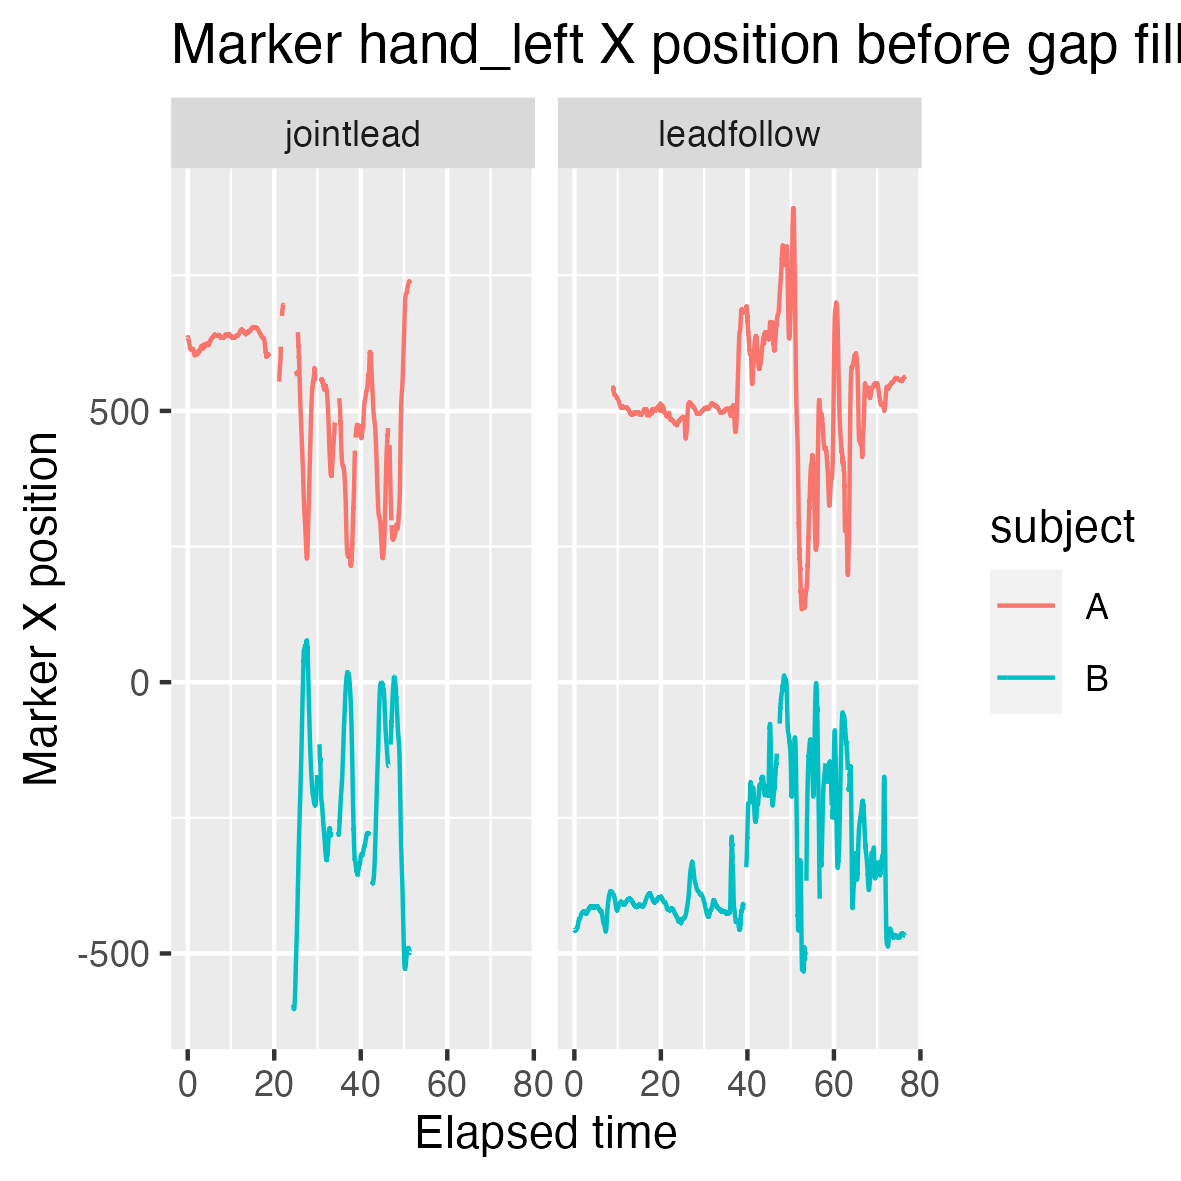 Marker hand_left X position before gap fill
jointlead leadfollow
500
0
-500
Marker X position
0 20 40 60 80 0 20 40 60 80
Elapsed time
subject
A
B